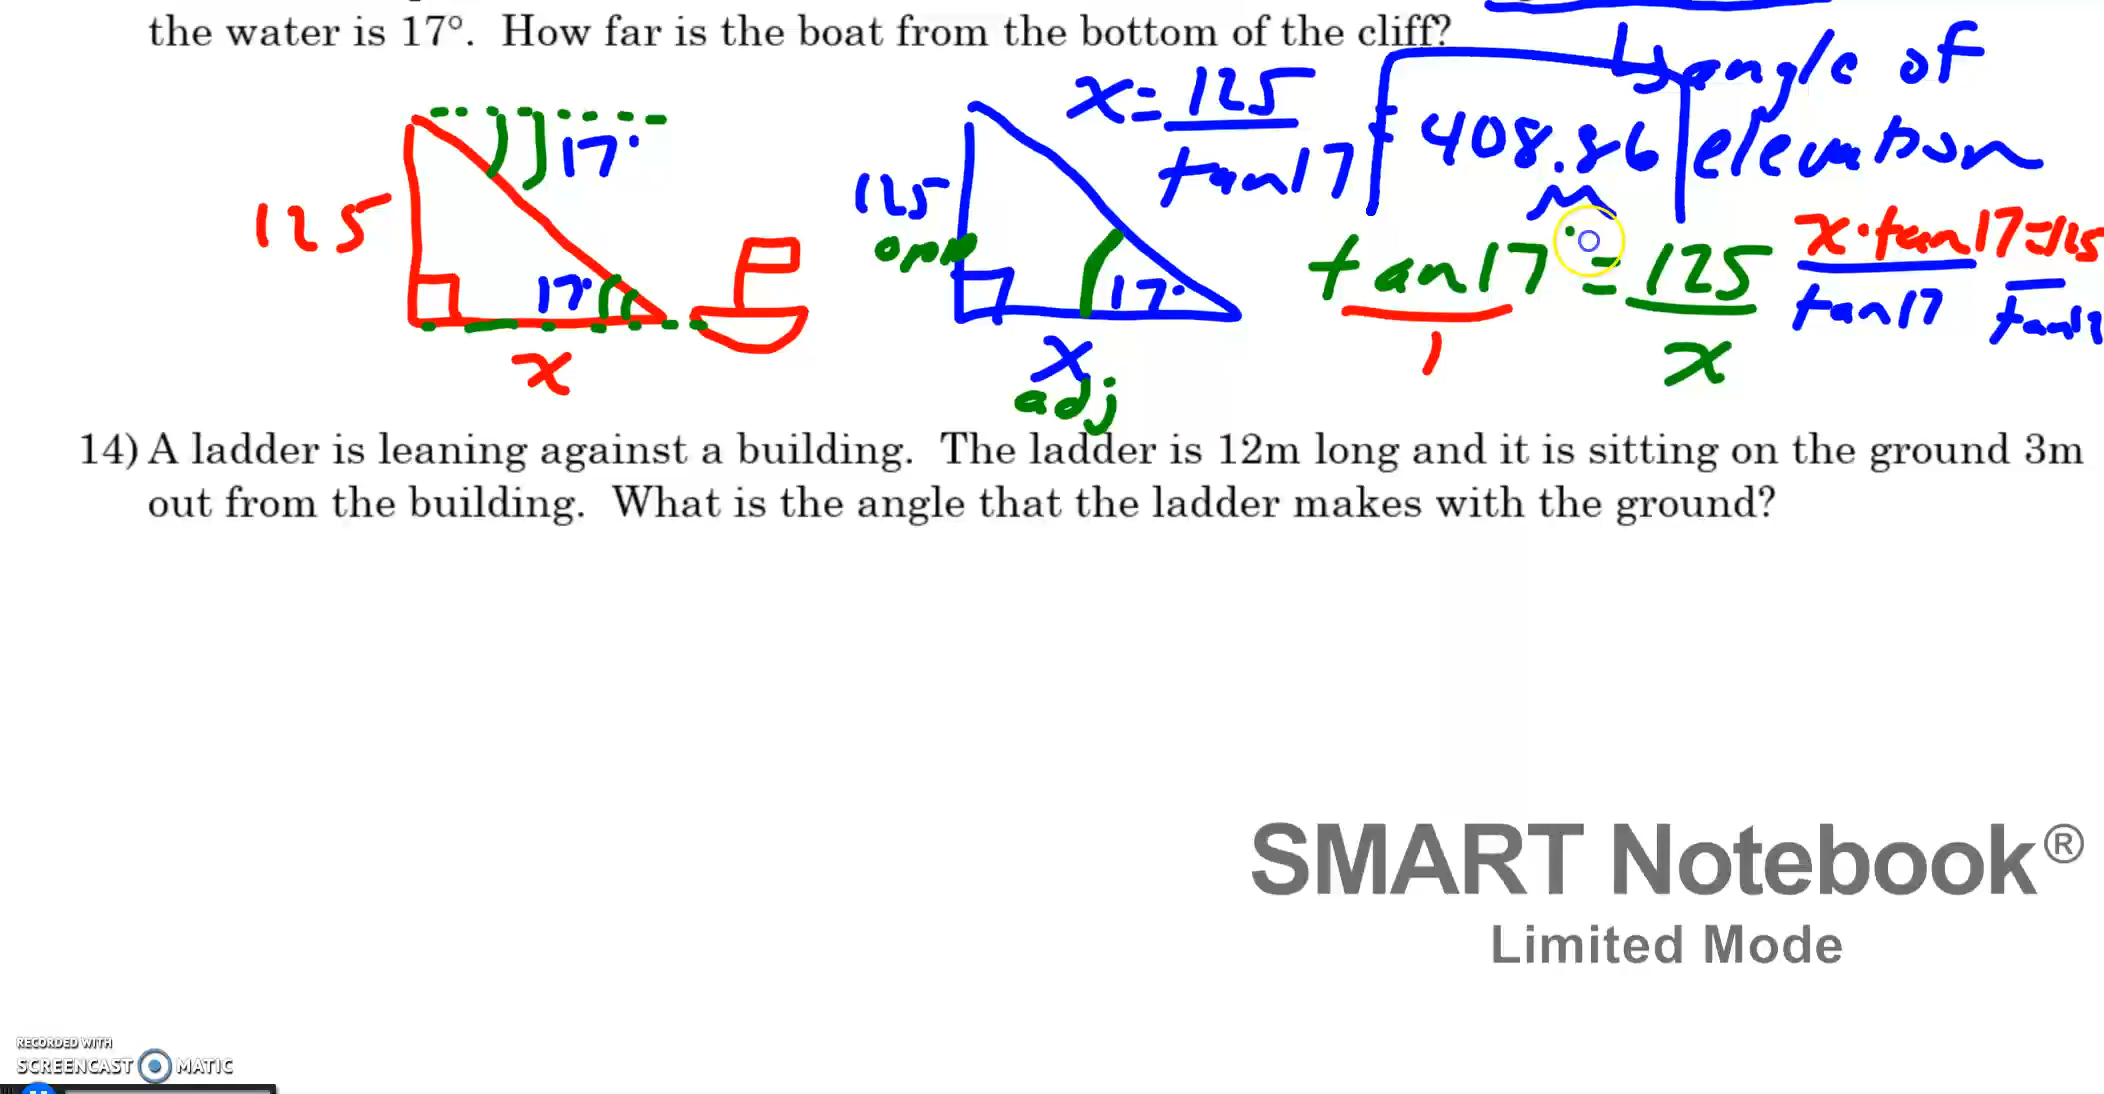 the water is 17°. How far is the boat from the bottom of the cliff?
↳ angle of
elevation
x = 125
tan17
= 408.86
m
17°
125
17°
x
125
opp
17°
x
adj
tan17° = 125
1 x
x·tan17=125
tan17 tan17
14) A ladder is leaning against a building. The ladder is 12m long and it is sitting on the ground 3m
out from the building. What is the angle that the ladder makes with the ground?
SMART Notebook®
Limited Mode
RECORDED WITH
SCREENCAST MATIC